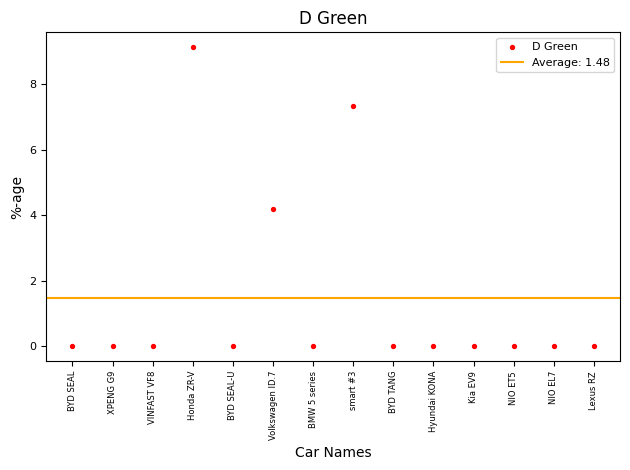 D Green
D Green
Average: 1.48
%-age
8
6
4
2
0
BYD SEAL
XPENG G9
VINFAST VF8
Honda ZR-V
BYD SEAL-U
Volkswagen ID.7
BMW 5 series
smart #3
BYD TANG
Hyundai KONA
Kia EV9
NIO ET5
NIO EL7
Lexus RZ
Car Names